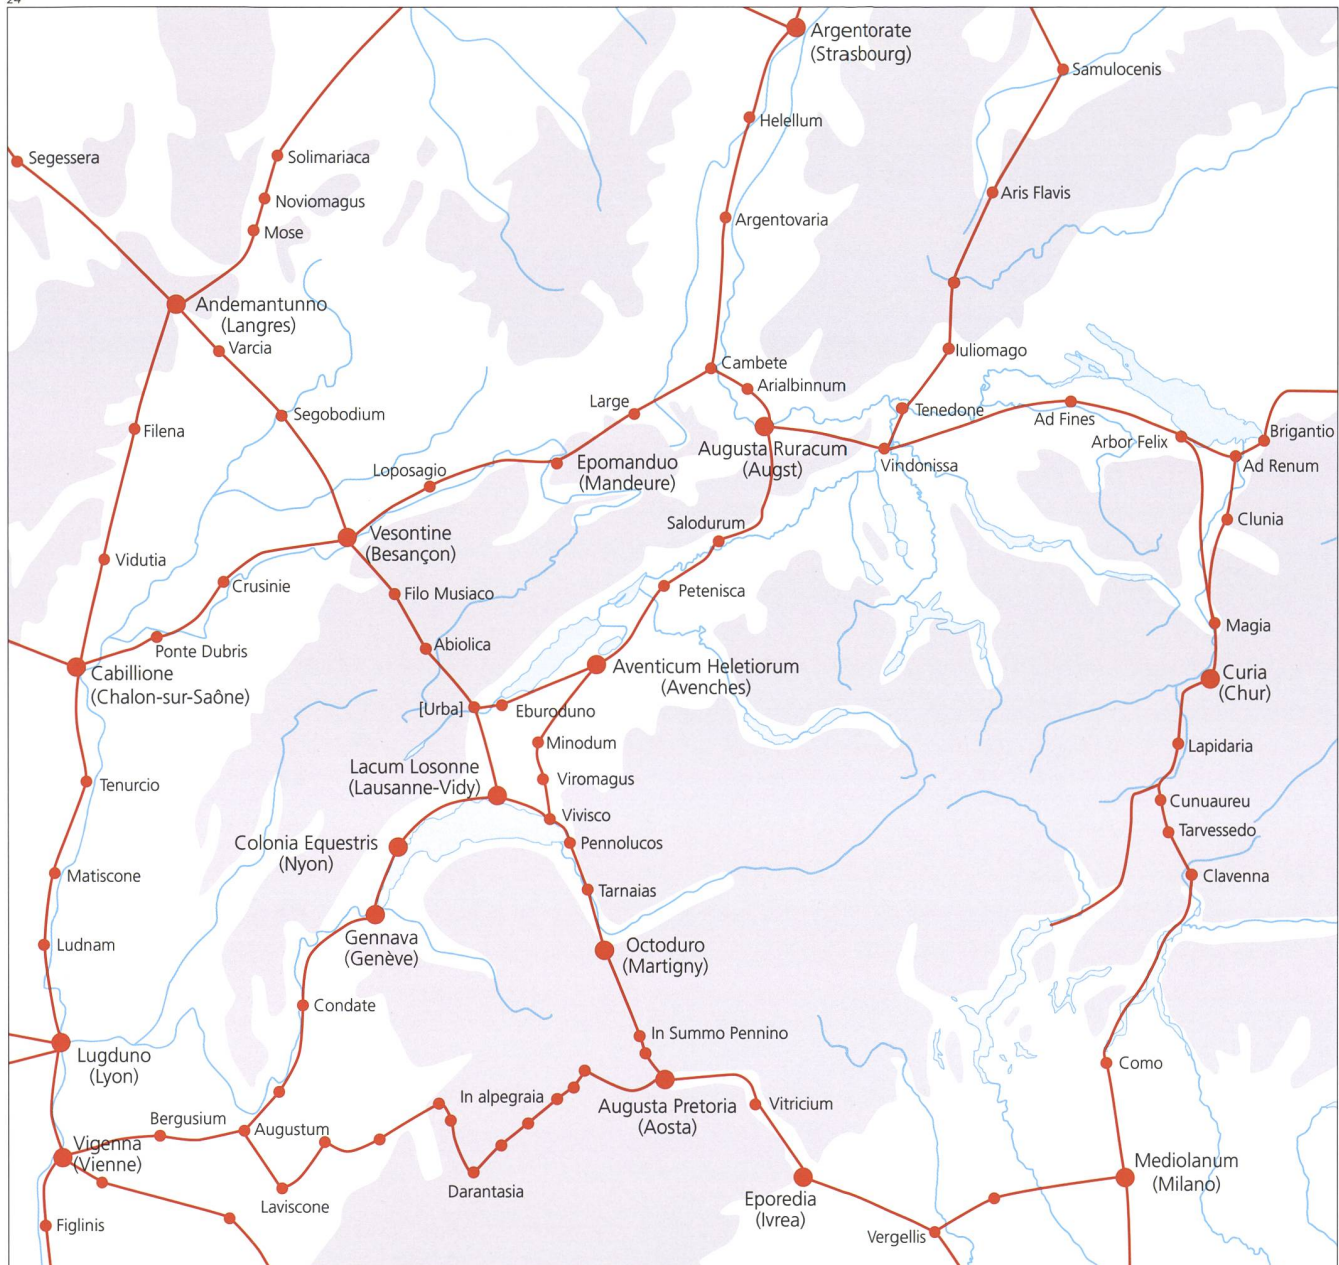 Argentorate
(Strasbourg)
Samulocenis
Helellum
Segessera
Solimariaca
Noviomagus
Aris Flavis
Argentovaria
Mose
Andemantunno
(Langres)
Varcia
Iuliomago
Cambete
Arialbinnum
Large
Segobodium
Tenedone
Ad Fines
Filena
Arbor Felix
Brigantio
Augusta Ruracum
(Augst)
Epomanduo
(Mandeure)
Loposagio
Vindonissa
Ad Renum
Salodurum
Clunia
Vesontine
(Besançon)
Vidutia
Crusinie
Filo Musiaco
Petenisca
Magia
Abiolica
Ponte Dubris
Aventicum Heletiorum
(Avenches)
Cabillione
(Chalon-sur-Saône)
Curia
(Chur)
[Urba]
Eburoduno
Minodum
Lapidaria
Lacum Losonne
(Lausanne-Vidy)
Viromagus
Tenurcio
Cunuaureu
Vivisco
Tarvessedo
Colonia Equestris
(Nyon)
Pennolucos
Matiscone
Clavenna
Tarnaias
Gennava
(Genève)
Ludnam
Octoduro
(Martigny)
Condate
In Summo Pennino
Lugduno
(Lyon)
Como
In alpegraia
Augusta Pretoria
(Aosta)
Vitricium
Bergusium
Augustum
Vigenna
(Vienne)
Mediolanum
(Milano)
Darantasia
Laviscone
Eporedia
(Ivrea)
Figlinis
Vergellis